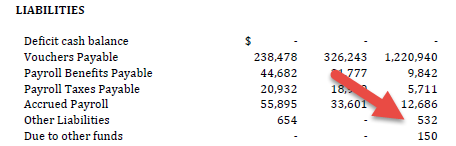 LIABILITIES
Deficit cash balance $ - - -
Vouchers Payable 238,478 326,243 1,220,940
Payroll Benefits Payable 44,682 9,842
Payroll Taxes Payable 20,932 5,711
Accrued Payroll 55,895 33,601 12,686
Other Liabilities 654 - 532
Due to other funds - - 150